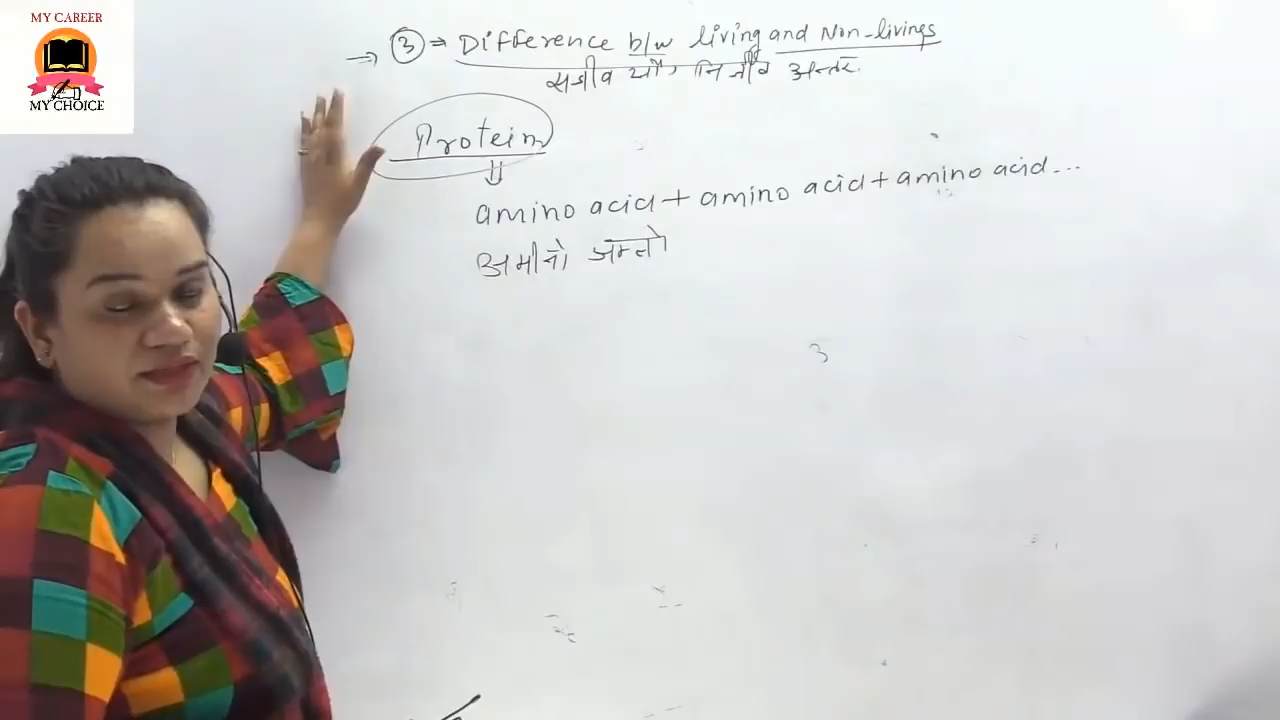 MY CAREER
MY CHOICE
→ ③ ⇒ Difference b/w living and Non-livings
सजीव और निर्जीव अन्तर
Protein
⇓
amino acid + amino acid + amino acid...
अमीनो अम्लो
3